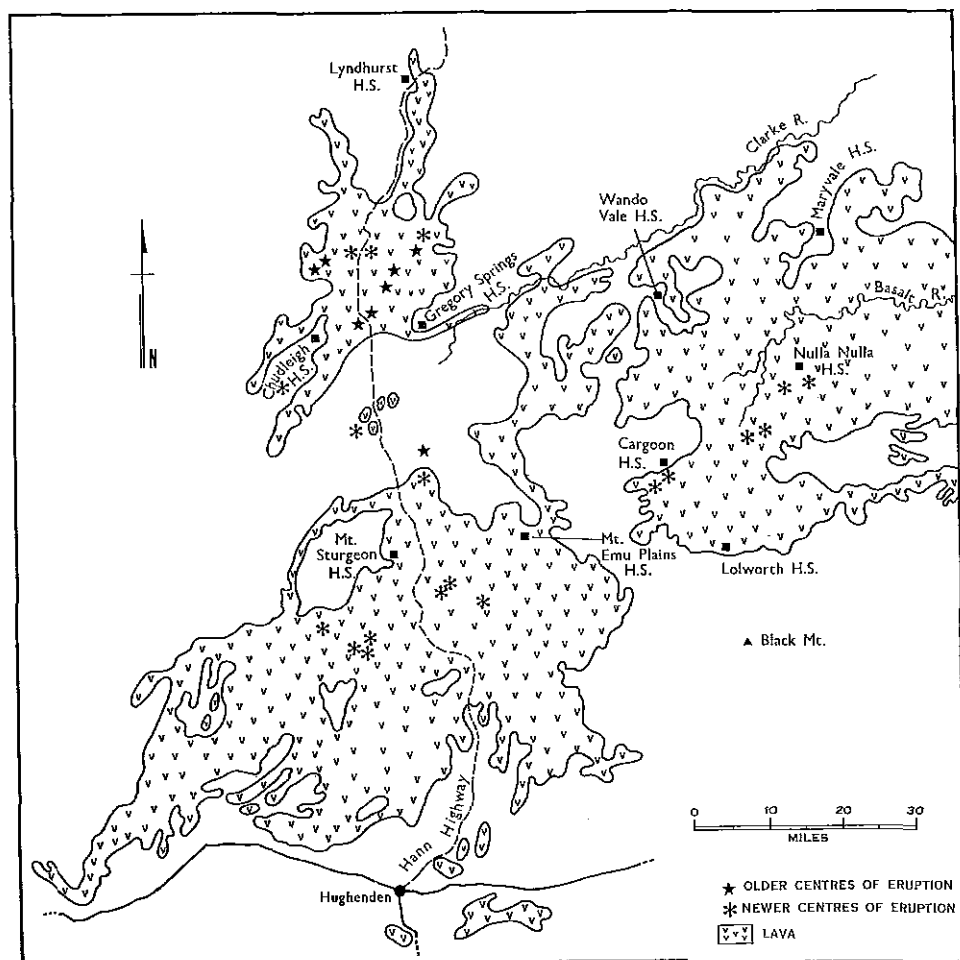 Lyndhurst
H.S.
Clarke R.
Maryvale H.S.
Wando
Vale H.S.
Gregory Springs
H.S.
Basalt R.
Chudleigh
H.S.
N
Nulla Nulla
H.S.
Cargoon
H.S.
Mt.
Sturgeon
H.S.
Mt.
Emu Plains
H.S.
Lolworth H.S.
Black Mt.
Hann Highway
0 10 20 30
MILES
Hughenden
OLDER CENTRES OF ERUPTION
NEWER CENTRES OF ERUPTION
LAVA